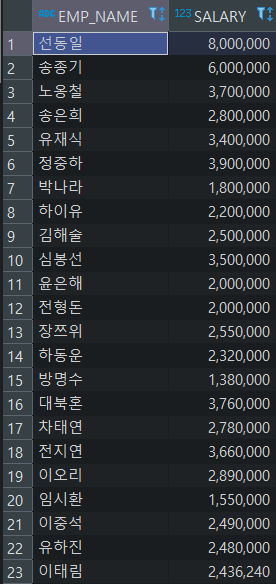 ABC EMP_NAME 123 SALARY
1 선동일 8,000,000
2 송종기 6,000,000
3 노옹철 3,700,000
4 송은희 2,800,000
5 유재식 3,400,000
6 정중하 3,900,000
7 박나라 1,800,000
8 하이유 2,200,000
9 김해술 2,500,000
10 심봉선 3,500,000
11 윤은해 2,000,000
12 전형돈 2,000,000
13 장쯔위 2,550,000
14 하동운 2,320,000
15 방명수 1,380,000
16 대북혼 3,760,000
17 차태연 2,780,000
18 전지연 3,660,000
19 이오리 2,890,000
20 임시환 1,550,000
21 이중석 2,490,000
22 유하진 2,480,000
23 이태림 2,436,240